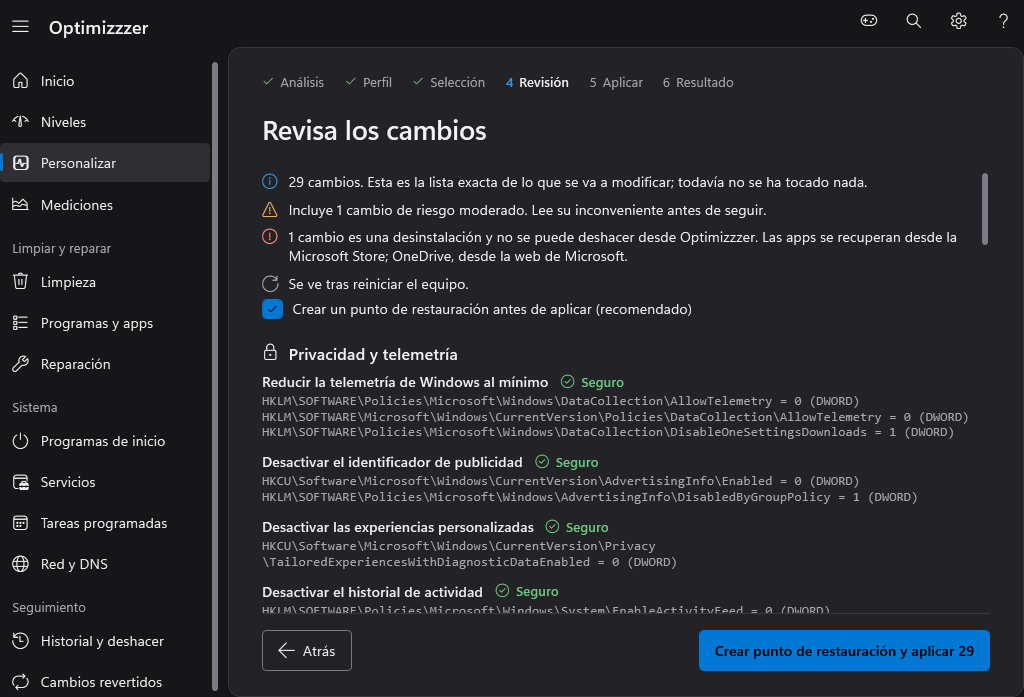 Optimizzzer
Inicio
Niveles
Personalizar
Mediciones
Limpiar y reparar
Limpieza
Programas y apps
Reparación
Sistema
Programas de inicio
Servicios
Tareas programadas
Red y DNS
Seguimiento
Historial y deshacer
Cambios revertidos
Análisis Perfil Selección 4 Revisión 5 Aplicar 6 Resultado
Revisa los cambios
29 cambios. Esta es la lista exacta de lo que se va a modificar; todavía no se ha tocado nada.
Incluye 1 cambio de riesgo moderado. Lee su inconveniente antes de seguir.
1 cambio es una desinstalación y no se puede deshacer desde Optimizzzer. Las apps se recuperan desde la
Microsoft Store; OneDrive, desde la web de Microsoft.
Se ve tras reiniciar el equipo.
Crear un punto de restauración antes de aplicar (recomendado)
Privacidad y telemetría
Reducir la telemetría de Windows al mínimo Seguro
HKLM\SOFTWARE\Policies\Microsoft\Windows\DataCollection\AllowTelemetry = 0 (DWORD)
HKLM\SOFTWARE\Microsoft\Windows\CurrentVersion\Policies\DataCollection\AllowTelemetry = 0 (DWORD)
HKLM\SOFTWARE\Policies\Microsoft\Windows\DataCollection\DisableOneSettingsDownloads = 1 (DWORD)
Desactivar el identificador de publicidad Seguro
HKCU\Software\Microsoft\Windows\CurrentVersion\AdvertisingInfo\Enabled = 0 (DWORD)
HKLM\SOFTWARE\Policies\Microsoft\Windows\AdvertisingInfo\DisabledByGroupPolicy = 1 (DWORD)
Desactivar las experiencias personalizadas Seguro
HKCU\Software\Microsoft\Windows\CurrentVersion\Privacy
\TailoredExperiencesWithDiagnosticDataEnabled = 0 (DWORD)
Desactivar el historial de actividad Seguro
HKLM\SOFTWARE\Policies\Microsoft\Windows\System\EnableActivityFeed = 0 (DWORD)
Atrás
Crear punto de restauración y aplicar 29